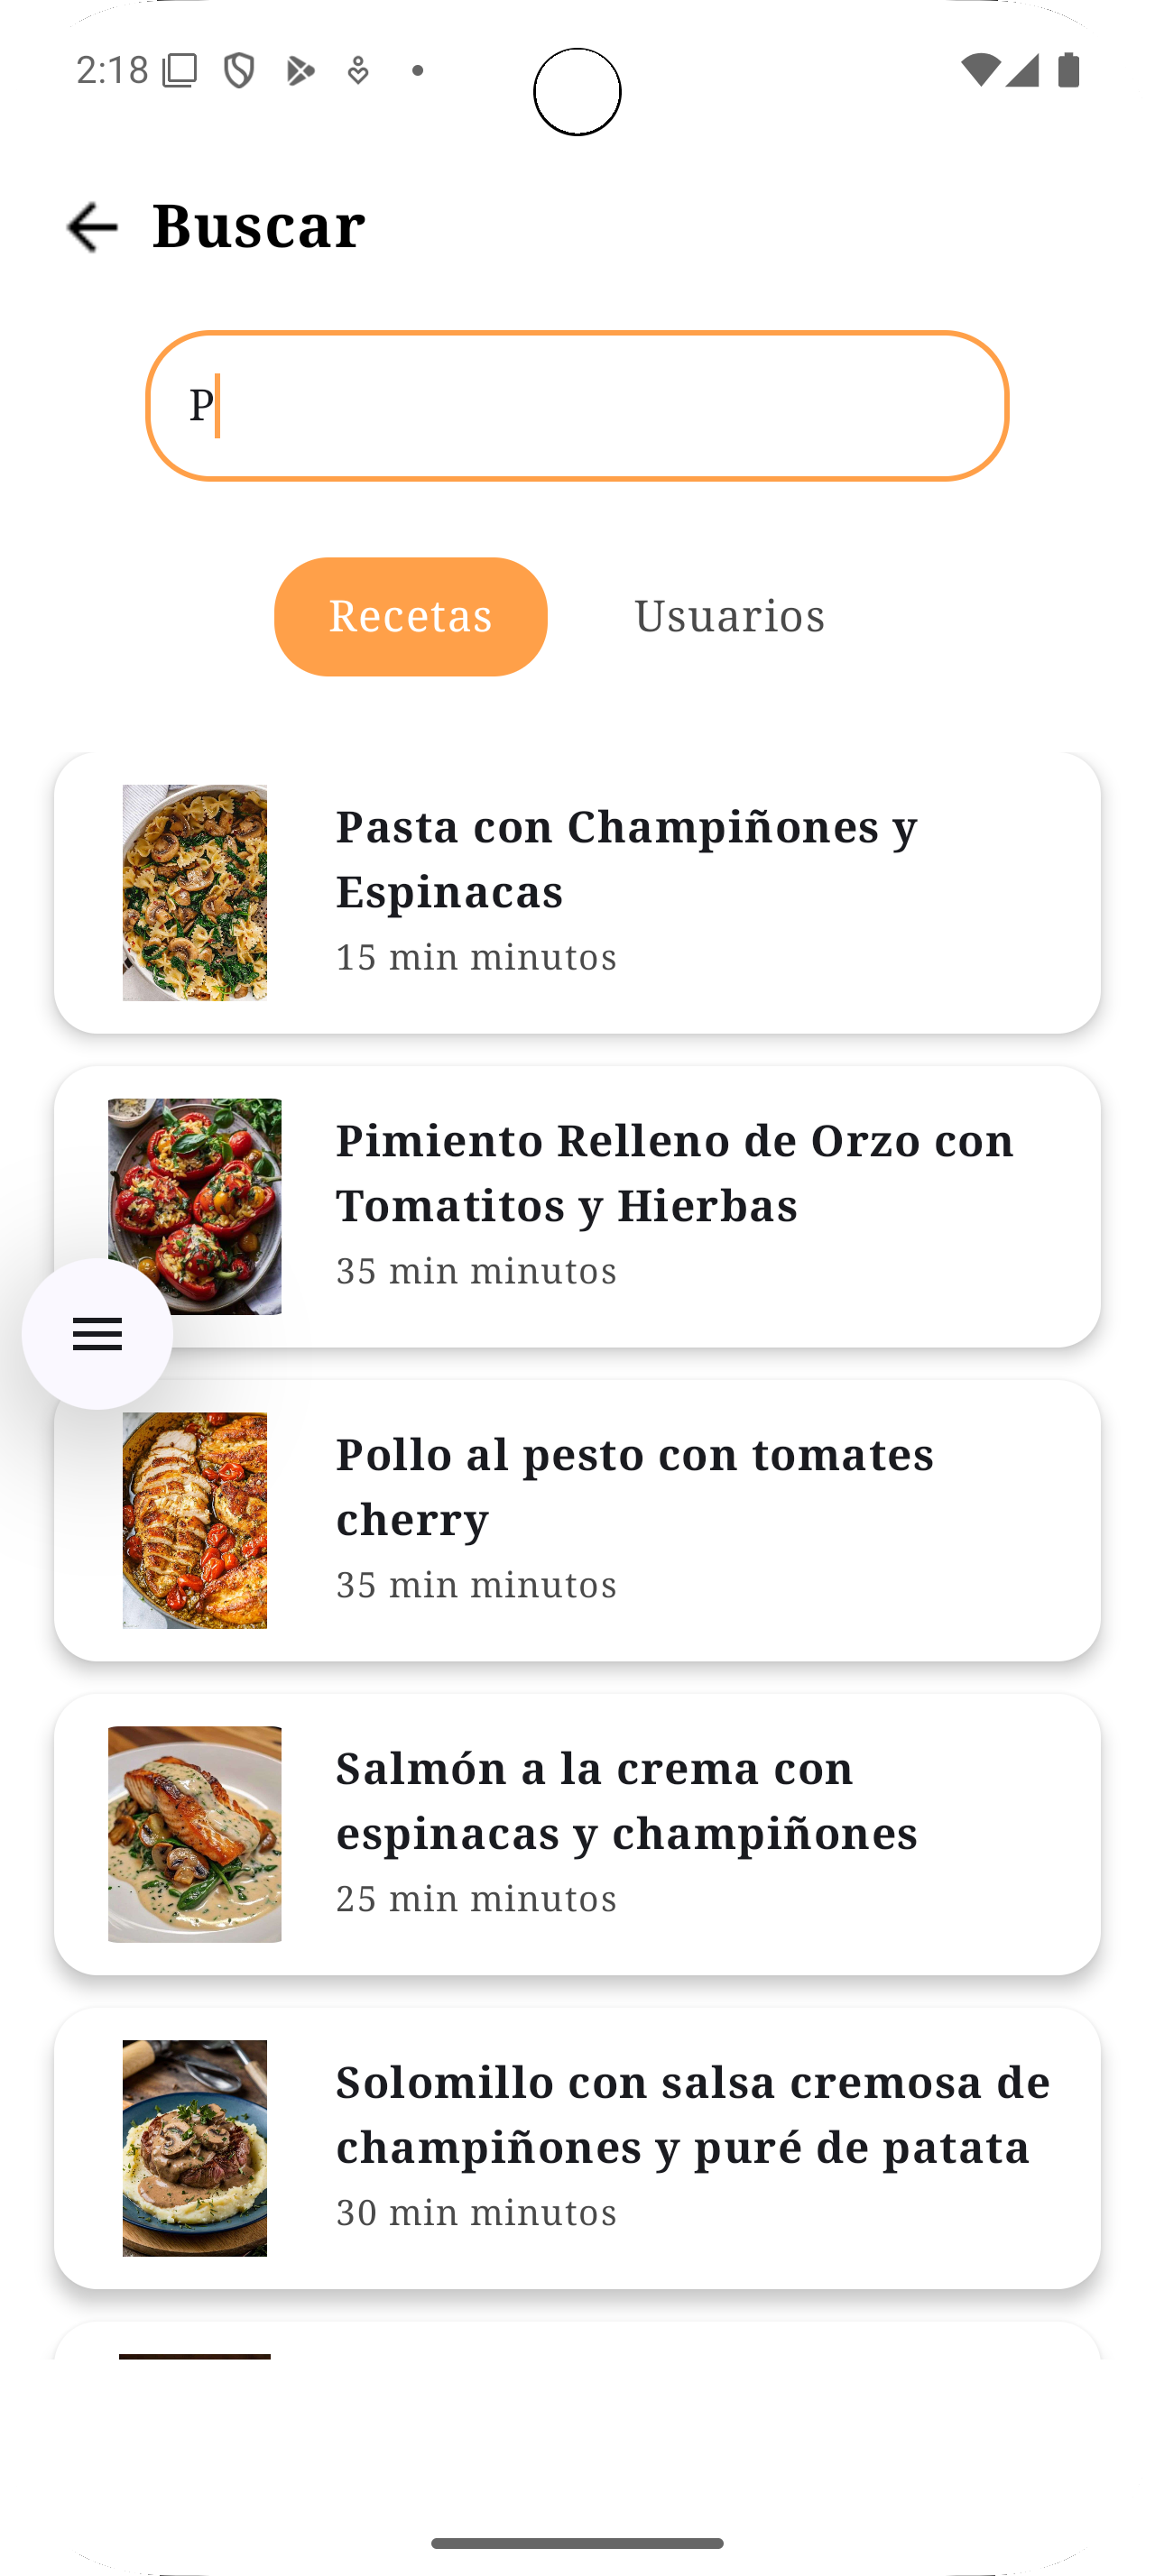 2:18
Buscar
P
Recetas
Usuarios
Pasta con Champiñones y
Espinacas
15 min minutos
Pimiento Relleno de Orzo con
Tomatitos y Hierbas
35 min minutos
Pollo al pesto con tomates
cherry
35 min minutos
Salmón a la crema con
espinacas y champiñones
25 min minutos
Solomillo con salsa cremosa de
champiñones y puré de patata
30 min minutos